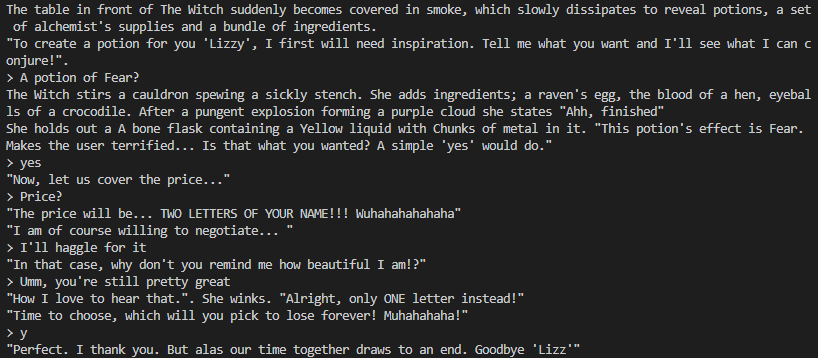 The table in front of The Witch suddenly becomes covered in smoke, which slowly dissipates to reveal potions, a set
 of alchemist's supplies and a bundle of ingredients.
"To create a potion for you 'Lizzy', I first will need inspiration. Tell me what you want and I'll see what I can c
onjure!".
> A potion of Fear?
The Witch stirs a cauldron spewing a sickly stench. She adds ingredients; a raven's egg, the blood of a hen, eyebal
ls of a crocodile. After a pungent explosion forming a purple cloud she states "Ahh, finished"
She holds out a A bone flask containing a Yellow liquid with Chunks of metal in it. "This potion's effect is Fear.
Makes the user terrified... Is that what you wanted? A simple 'yes' would do."
> yes
"Now, let us cover the price..."
> Price?
"The price will be... TWO LETTERS OF YOUR NAME!!! Wuhahahahahaha"
"I am of course willing to negotiate... "
> I'll haggle for it
"In that case, why don't you remind me how beautiful I am!?"
> Umm, you're still pretty great
"How I love to hear that.". She winks. "Alright, only ONE letter instead!"
"Time to choose, which will you pick to lose forever! Muhahahaha!"
> y
"Perfect. I thank you. But alas our time together draws to an end. Goodbye 'Lizz'"